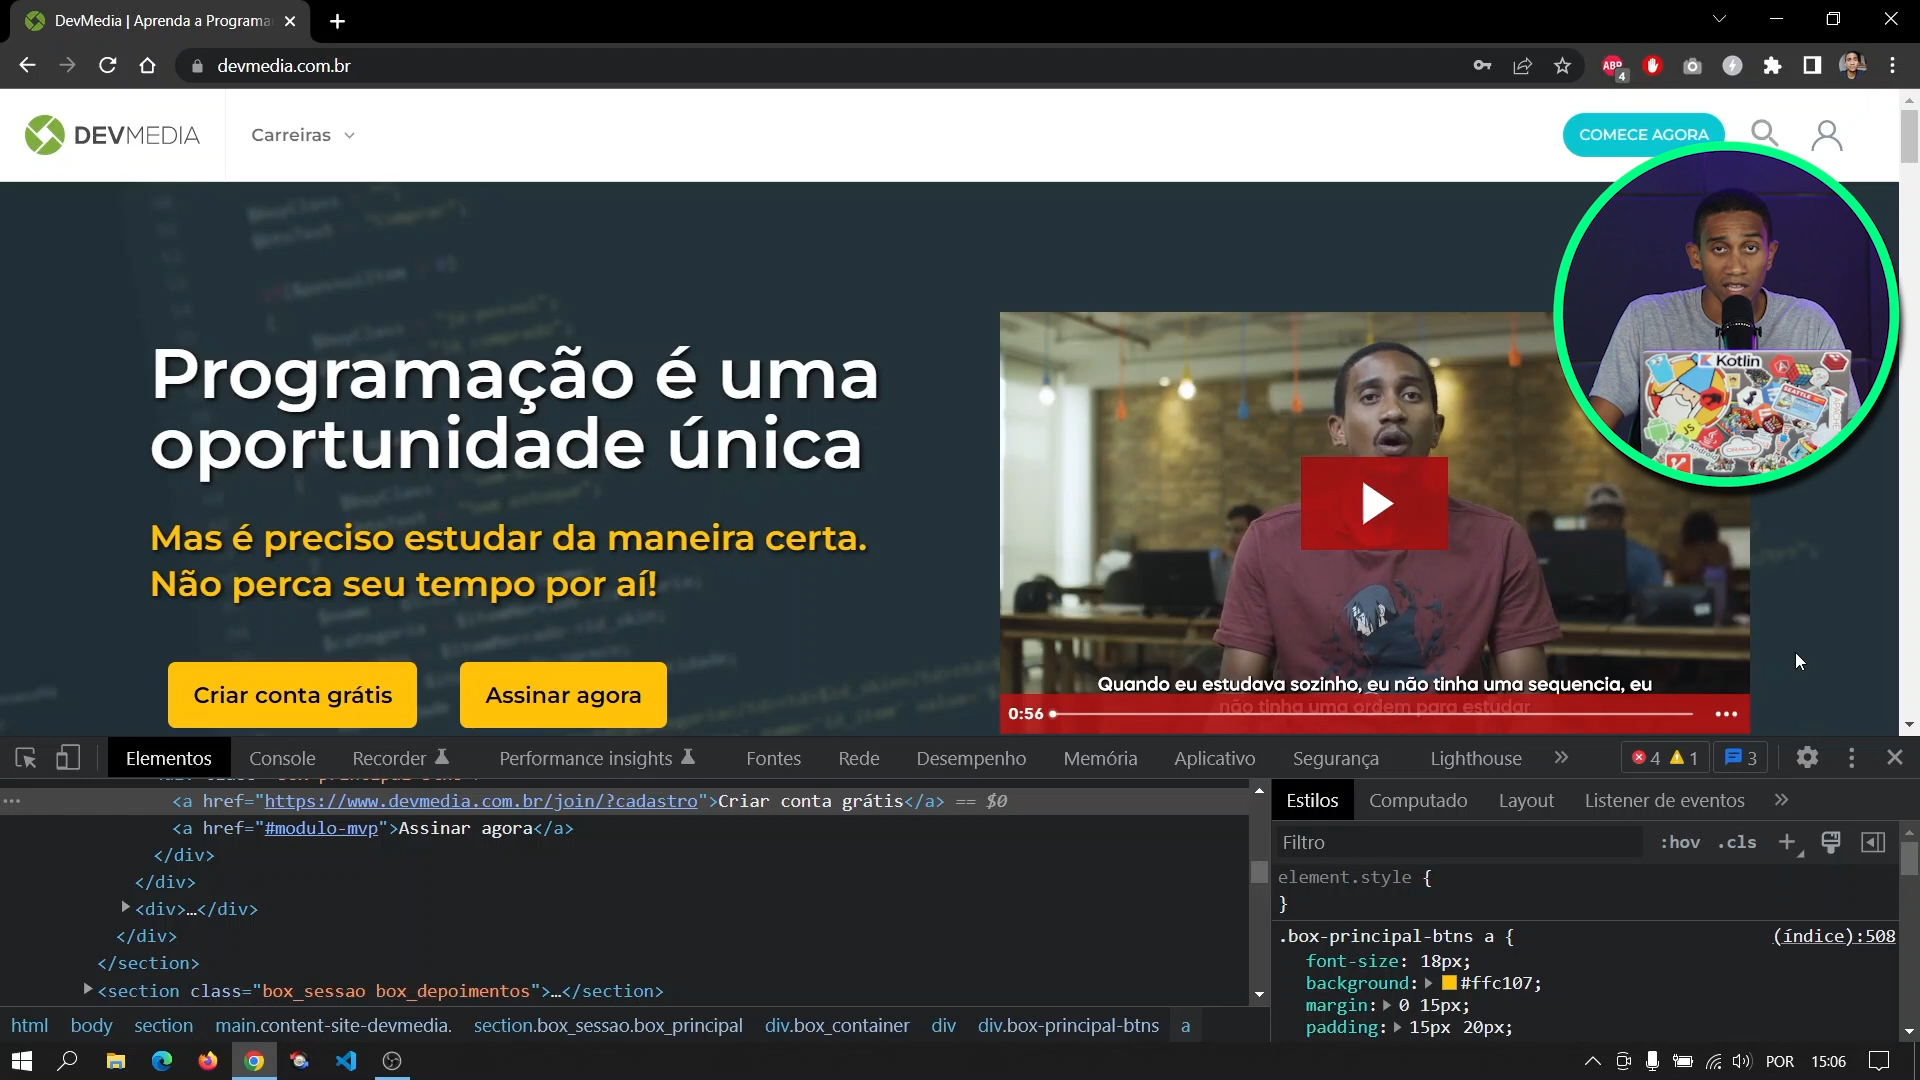 DevMedia | Aprenda a Programa
devmedia.com.br
ABP
4
DEVMEDIA
Carreiras
COMECE AGORA
Kotlin
JS
SEATTLE
ORACLE
Programação é uma
oportunidade única
Mas é preciso estudar da maneira certa.
Não perca seu tempo por aí!
Criar conta grátis
Assinar agora
Quando eu estudava sozinho, eu não tinha uma sequencia, eu
não tinha uma ordem para estudar
0:56
Elementos
Console
Recorder
Performance insights
Fontes
Rede
Desempenho
Memória
Aplicativo
Segurança
Lighthouse
4
1
3
<a href="https://www.devmedia.com.br/join/?cadastro">Criar conta grátis</a> == $0
<a href="#modulo-mvp">Assinar agora</a>
</div>
</div>
<div>…</div>
</div>
</section>
<section class="box_sessao box_depoimentos">…</section>
html body section main.content-site-devmedia. section.box_sessao.box_principal div.box_container div div.box-principal-btns a
Estilos
Computado
Layout
Listener de eventos
Filtro
:hov .cls
element.style {
}
.box-principal-btns a {
(índice):508
font-size: 18px;
background: #ffc107;
margin: 0 15px;
padding: 15px 20px;
POR
15:06